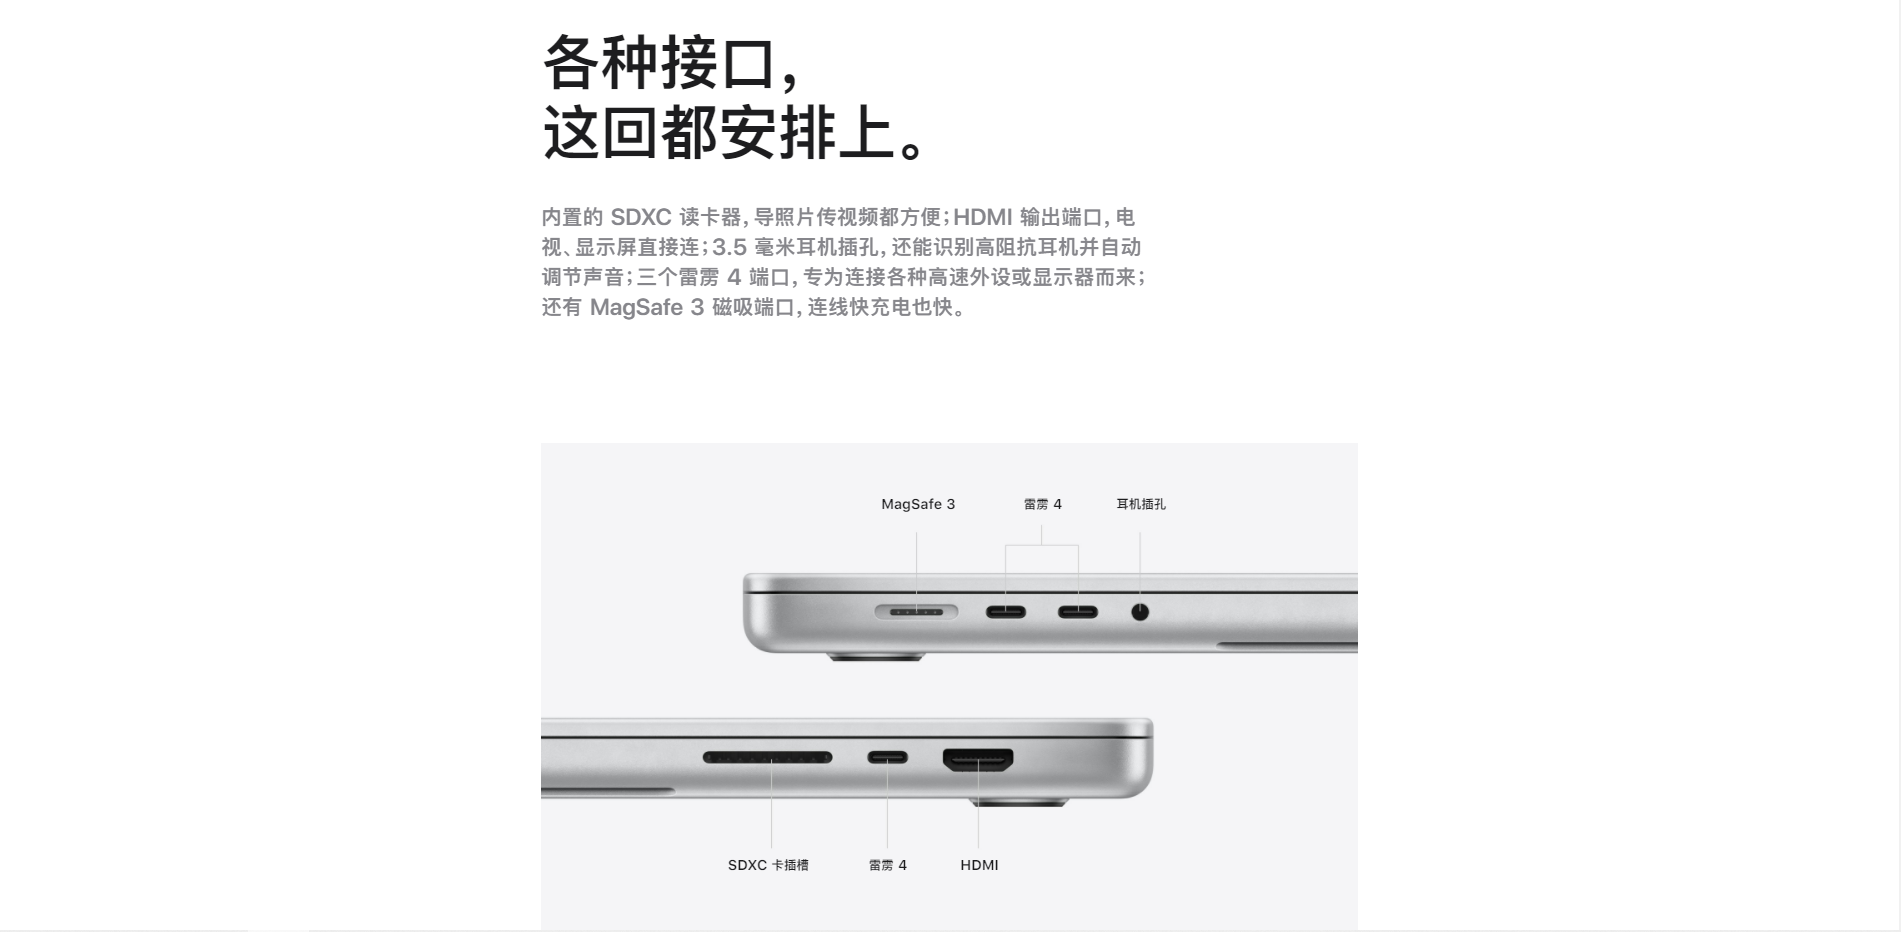 各种接口，
这回都安排上。
内置的 SDXC 读卡器，导照片传视频都方便；HDMI 输出端口，电
视、显示屏直接连；3.5 毫米耳机插孔，还能识别高阻抗耳机并自动
调节声音；三个雷雳 4 端口，专为连接各种高速外设或显示器而来；
还有 MagSafe 3 磁吸端口，连线快充电也快。
MagSafe 3
雷雳 4
耳机插孔
SDXC 卡插槽
雷雳 4
HDMI